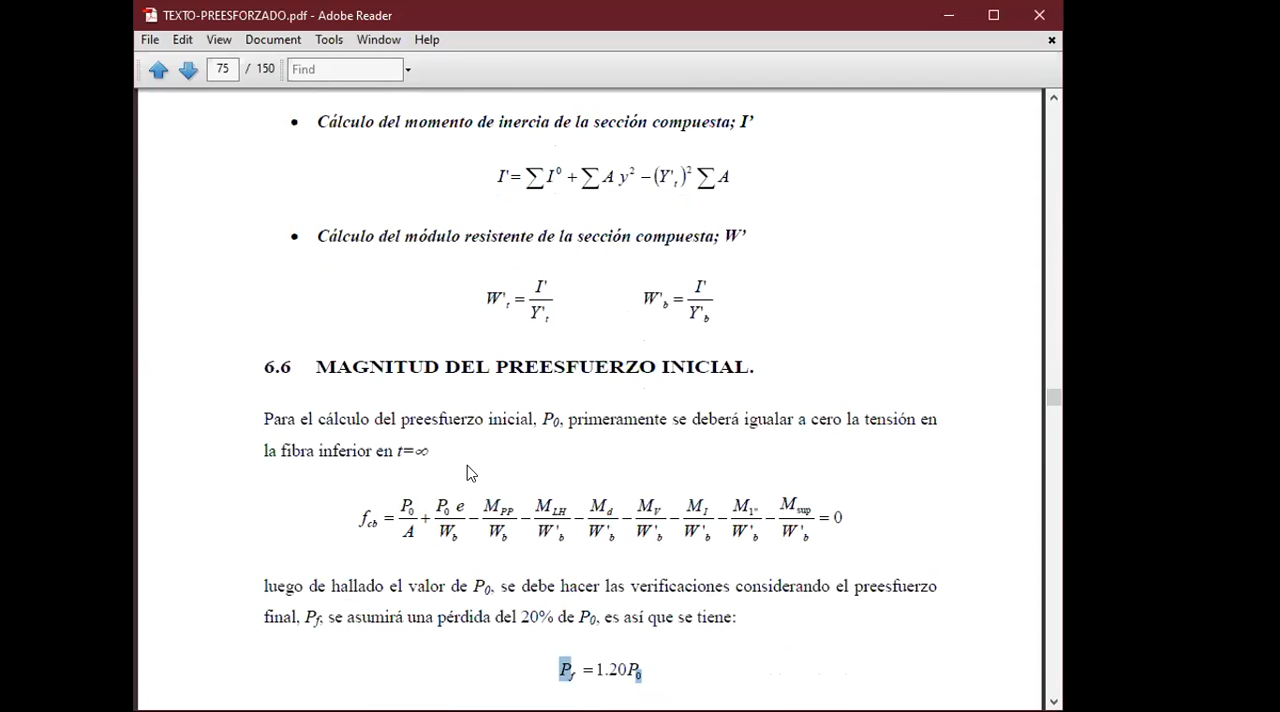 TEXTO-PREESFORZADO.pdf - Adobe Reader
File Edit View Document Tools Window Help
75 / 150 Find
• Cálculo del momento de inercia de la sección compuesta; I'
I'= ∑ I⁰ + ∑ A y² − (Y'ₜ)² ∑ A
• Cálculo del módulo resistente de la sección compuesta; W'
W'ₜ = I' / Y'ₜ W'_b = I' / Y'_b
6.6 MAGNITUD DEL PREESFUERZO INICIAL.
Para el cálculo del preesfuerzo inicial, P₀, primeramente se deberá igualar a cero la tensión en
la fibra inferior en t=∞
f_cb = P₀/A + P₀ e/W_b − M_PP/W_b − M_LH/W'_b − M_d/W'_b − M_V/W'_b − M_I/W'_b − M_1º/W'_b − M_sup/W'_b = 0
luego de hallado el valor de P₀, se debe hacer las verificaciones considerando el preesfuerzo
final, P_f, se asumirá una pérdida del 20% de P₀, es así que se tiene:
P_f = 1.20P₀